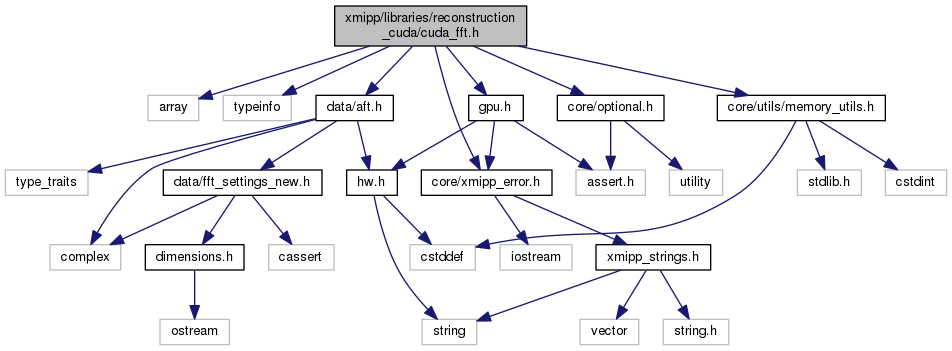 xmipp/libraries/reconstruction
_cuda/cuda_fft.h
array
typeinfo
data/aft.h
gpu.h
core/optional.h
core/utils/memory_utils.h
type_traits
data/fft_settings_new.h
hw.h
core/xmipp_error.h
assert.h
utility
stdlib.h
cstdint
complex
dimensions.h
cassert
cstddef
iostream
xmipp_strings.h
ostream
string
vector
string.h